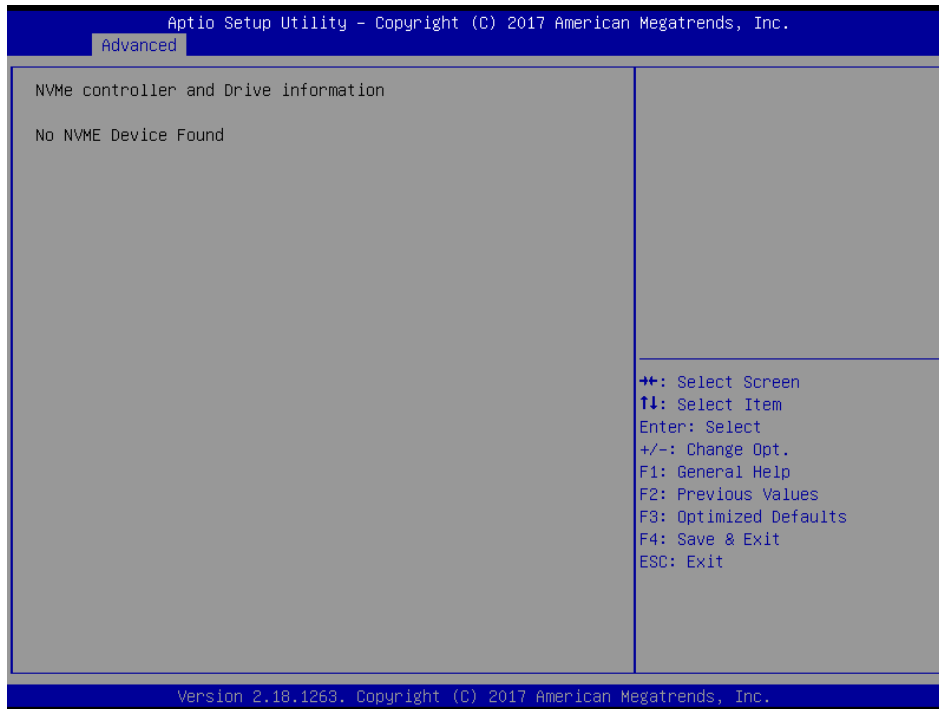 Aptio Setup Utility – Copyright (C) 2017 American Megatrends, Inc.
Advanced
NVMe controller and Drive information
No NVME Device Found
→←: Select Screen
↑↓: Select Item
Enter: Select
+/-: Change Opt.
F1: General Help
F2: Previous Values
F3: Optimized Defaults
F4: Save & Exit
ESC: Exit
Version 2.18.1263. Copyright (C) 2017 American Megatrends, Inc.